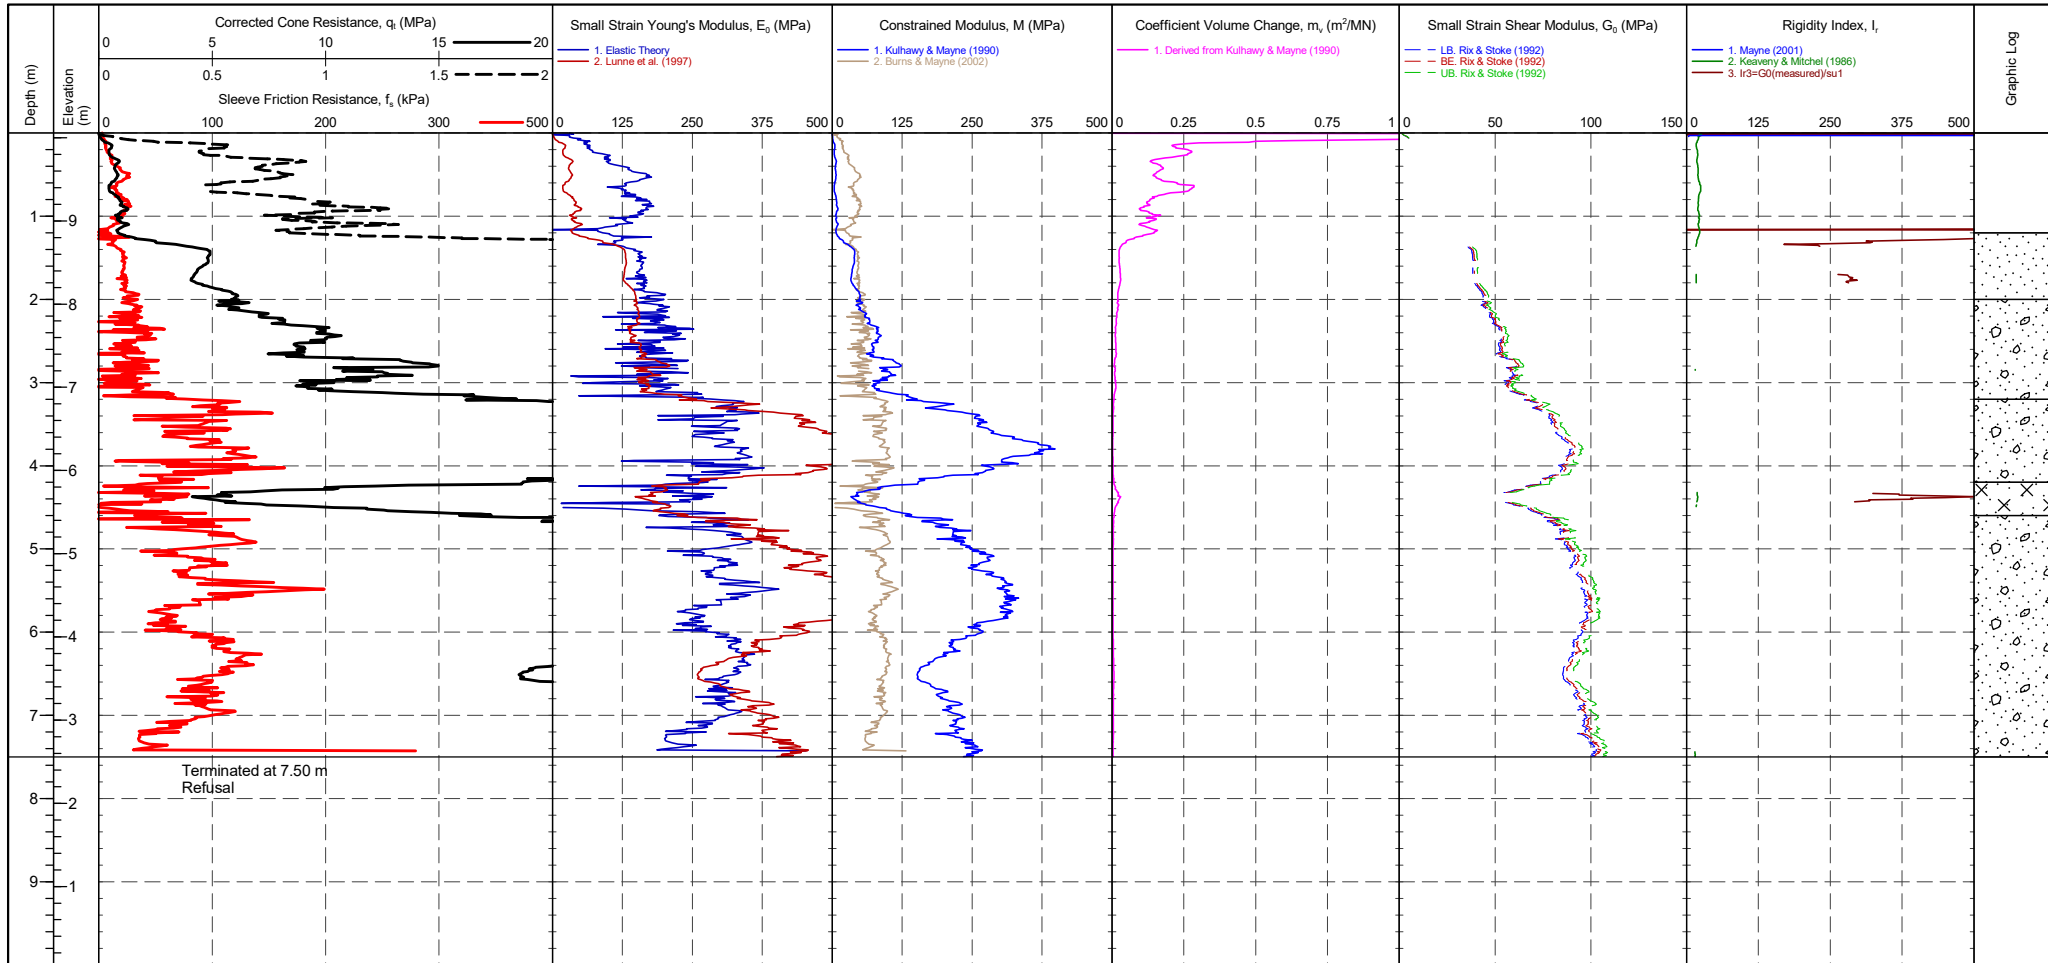 Corrected Cone Resistance, qt (MPa)
0 5 10 15 20
0 0.5 1 1.5 2
Sleeve Friction Resistance, fs (kPa)
0 100 200 300 500
Depth (m)
Elevation (m)
Small Strain Young's Modulus, E0 (MPa)
1. Elastic Theory
2. Lunne et al. (1997)
0 125 250 375 500
Constrained Modulus, M (MPa)
1. Kulhawy & Mayne (1990)
2. Burns & Mayne (2002)
0 125 250 375 500
Coefficient Volume Change, mv (m²/MN)
1. Derived from Kulhawy & Mayne (1990)
0 0.25 0.5 0.75 1
Small Strain Shear Modulus, G0 (MPa)
LB. Rix & Stoke (1992)
BE. Rix & Stoke (1992)
UB. Rix & Stoke (1992)
0 50 100 150
Rigidity Index, Ir
1. Mayne (2001)
2. Keaveny & Mitchel (1986)
3. Ir3=G0(measured)/su1
0 125 250 375 500
Graphic Log
1 9
2 8
3 7
4 6
5 5
6 4
7 3
8 2
9 1
Terminated at 7.50 m
Refusal